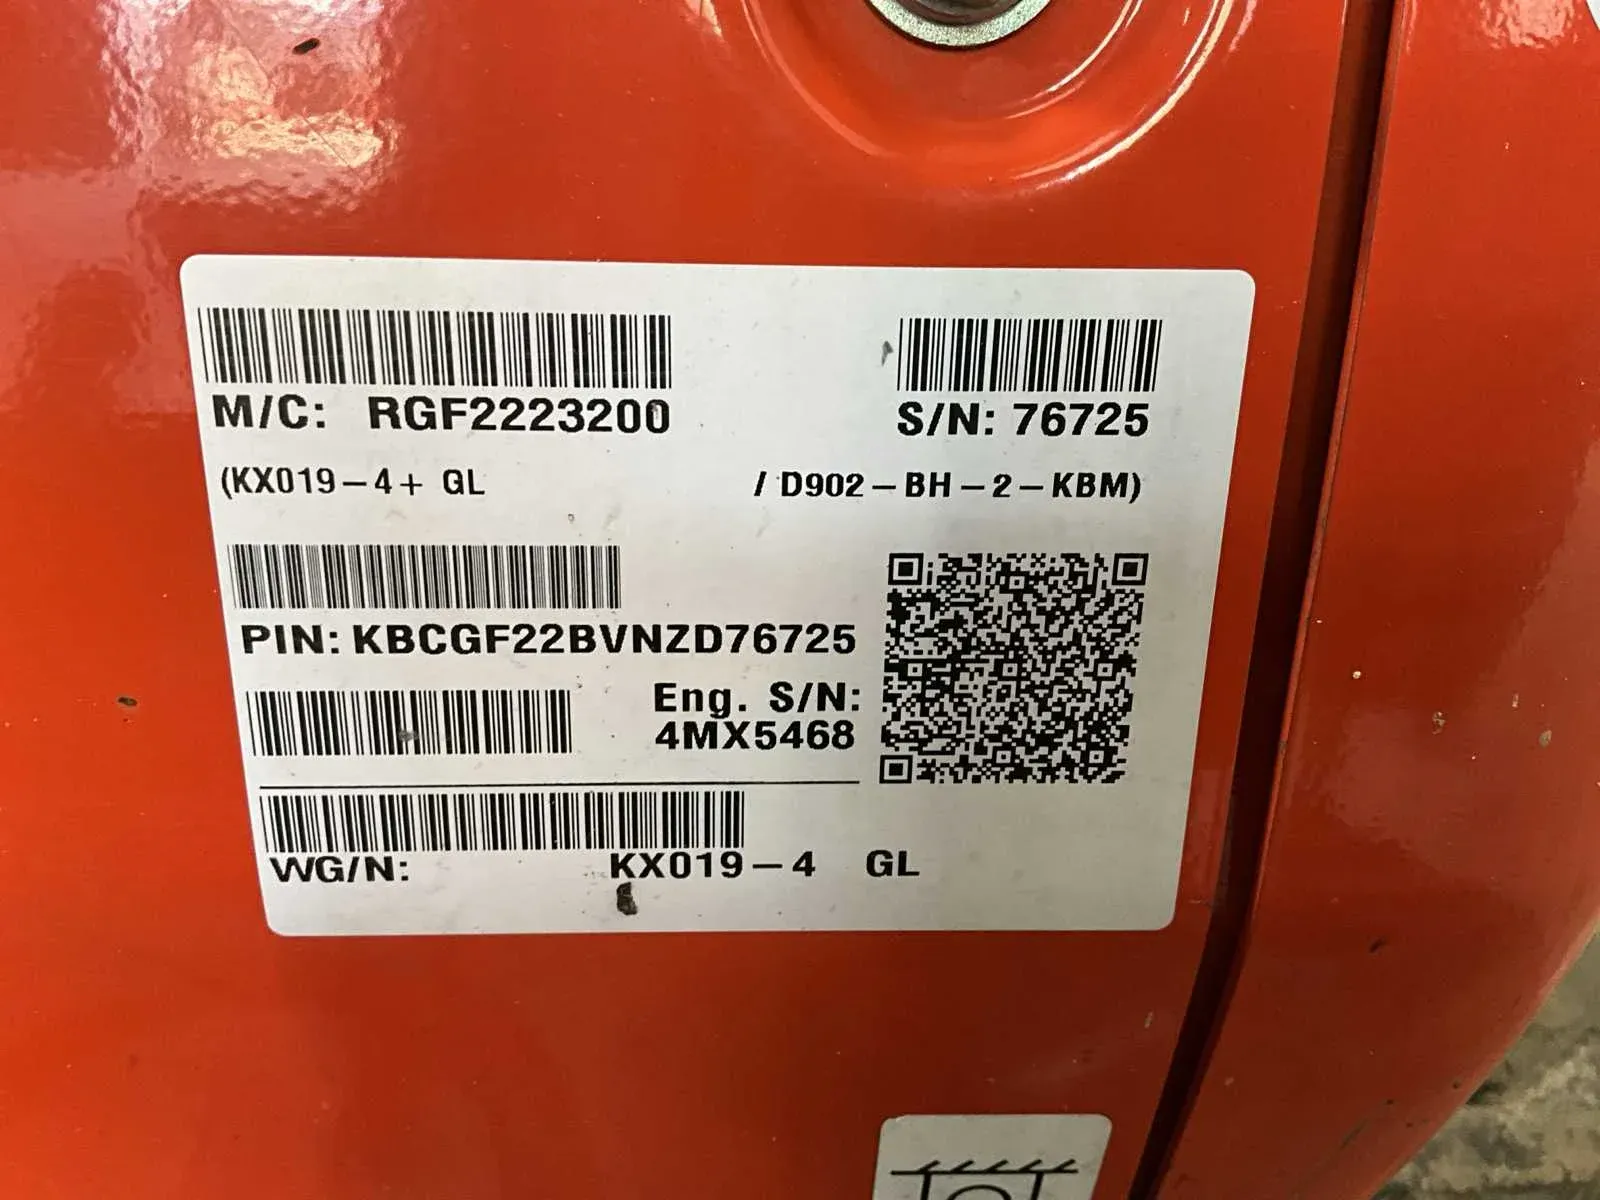 M/C: RGF2223200
S/N: 76725
(KX019-4+ GL / D902-BH-2-KBM)
PIN: KBCGF22BVNZD76725
Eng. S/N:
4MX5468
WG/N: KX019-4 GL